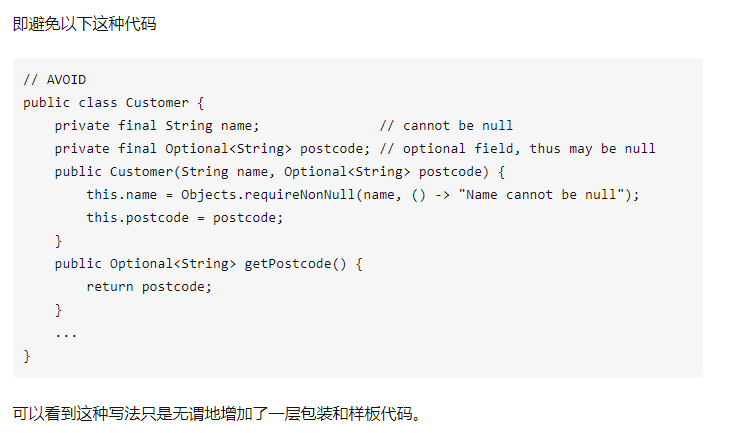 即避免以下这种代码
// AVOID
public class Customer {
    private final String name;               // cannot be null
    private final Optional<String> postcode; // optional field, thus may be null
    public Customer(String name, Optional<String> postcode) {
        this.name = Objects.requireNonNull(name, () -> "Name cannot be null");
        this.postcode = postcode;
    }
    public Optional<String> getPostcode() {
        return postcode;
    }
    ...
}
可以看到这种写法只是无谓地增加了一层包装和样板代码。